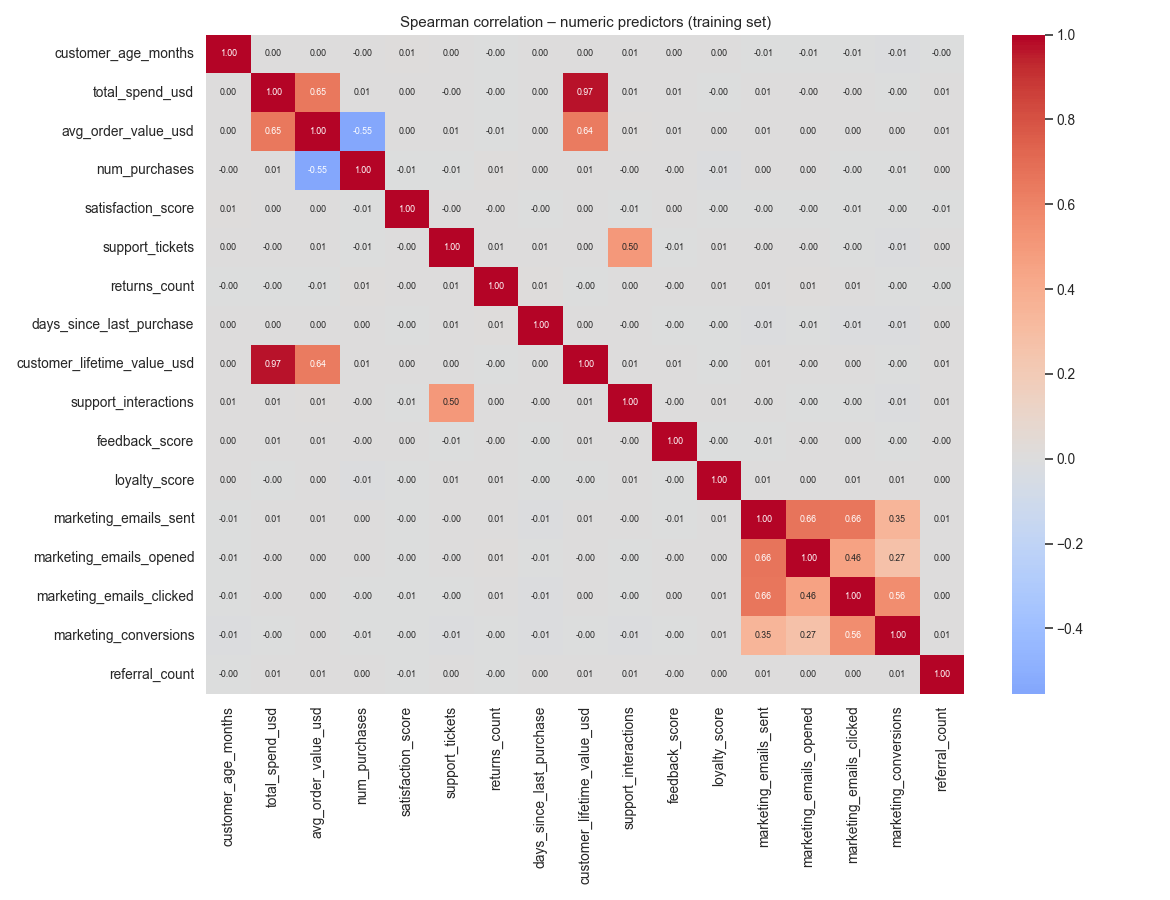 Spearman correlation – numeric predictors (training set)
customer_age_months 1.00 0.00 0.00 -0.00 0.01 0.00 -0.00 0.00 0.00 0.01 0.00 0.00 -0.01 -0.01 -0.01 -0.01 -0.00
total_spend_usd 0.00 1.00 0.65 0.01 0.00 -0.00 -0.00 0.00 0.97 0.01 0.01 -0.00 0.01 -0.00 -0.00 -0.00 0.01
avg_order_value_usd 0.00 0.65 1.00 -0.55 0.00 0.01 -0.01 0.00 0.64 0.01 0.01 0.00 0.01 0.00 0.00 0.00 0.01
num_purchases -0.00 0.01 -0.55 1.00 -0.01 -0.01 0.01 0.00 0.01 -0.00 -0.00 -0.01 0.00 0.00 -0.00 -0.01 0.00
satisfaction_score 0.01 0.00 0.00 -0.01 1.00 -0.00 -0.00 -0.00 0.00 -0.01 0.00 0.00 -0.00 0.00 -0.01 -0.00 -0.01
support_tickets 0.00 -0.00 0.01 -0.01 -0.00 1.00 0.01 0.01 0.00 0.50 -0.01 0.01 -0.00 -0.00 -0.00 -0.01 0.00
returns_count -0.00 -0.00 -0.01 0.01 -0.00 0.01 1.00 0.01 -0.00 0.00 -0.00 -0.00 0.01 0.01 0.01 -0.00 -0.00
days_since_last_purchase 0.00 0.00 0.00 0.00 -0.00 0.01 0.01 1.00 0.00 -0.00 -0.00 -0.00 -0.01 -0.01 -0.01 -0.01 0.00
customer_lifetime_value_usd 0.00 0.97 0.64 0.01 0.00 0.00 -0.00 0.00 1.00 0.01 0.01 -0.00 0.01 -0.00 0.00 -0.00 0.01
support_interactions 0.01 0.01 0.01 -0.00 -0.01 0.50 0.00 -0.00 0.01 1.00 -0.00 0.01 -0.00 -0.00 -0.00 -0.01 0.01
feedback_score 0.00 0.01 0.01 -0.00 0.00 -0.01 -0.00 -0.00 0.01 -0.00 1.00 -0.00 -0.01 -0.00 0.00 -0.00 -0.00
loyalty_score 0.00 -0.00 0.00 -0.01 0.00 0.01 -0.00 -0.00 -0.00 0.01 -0.00 1.00 0.01 0.00 0.01 0.01 0.00
marketing_emails_sent -0.01 0.01 0.01 0.00 -0.00 -0.00 0.01 -0.01 0.01 -0.00 -0.01 0.01 1.00 0.66 0.66 0.35 0.01
marketing_emails_opened -0.01 -0.00 0.00 0.00 0.00 -0.00 0.01 -0.01 -0.00 -0.00 -0.00 0.00 0.66 1.00 0.46 0.27 0.00
marketing_emails_clicked -0.01 -0.00 0.00 -0.00 -0.01 -0.00 0.01 -0.01 0.00 -0.00 0.00 0.01 0.66 0.46 1.00 0.56 0.00
marketing_conversions -0.01 -0.00 0.00 -0.01 -0.00 -0.01 -0.00 -0.01 -0.00 -0.01 -0.00 0.01 0.35 0.27 0.56 1.00 0.01
referral_count -0.00 0.01 0.01 0.00 -0.01 0.00 -0.00 0.00 0.01 0.01 -0.00 0.00 0.01 0.00 0.00 0.01 1.00
customer_age_months
total_spend_usd
avg_order_value_usd
num_purchases
satisfaction_score
support_tickets
returns_count
days_since_last_purchase
customer_lifetime_value_usd
support_interactions
feedback_score
loyalty_score
marketing_emails_sent
marketing_emails_opened
marketing_emails_clicked
marketing_conversions
referral_count
1.0
0.8
0.6
0.4
0.2
0.0
−0.2
−0.4